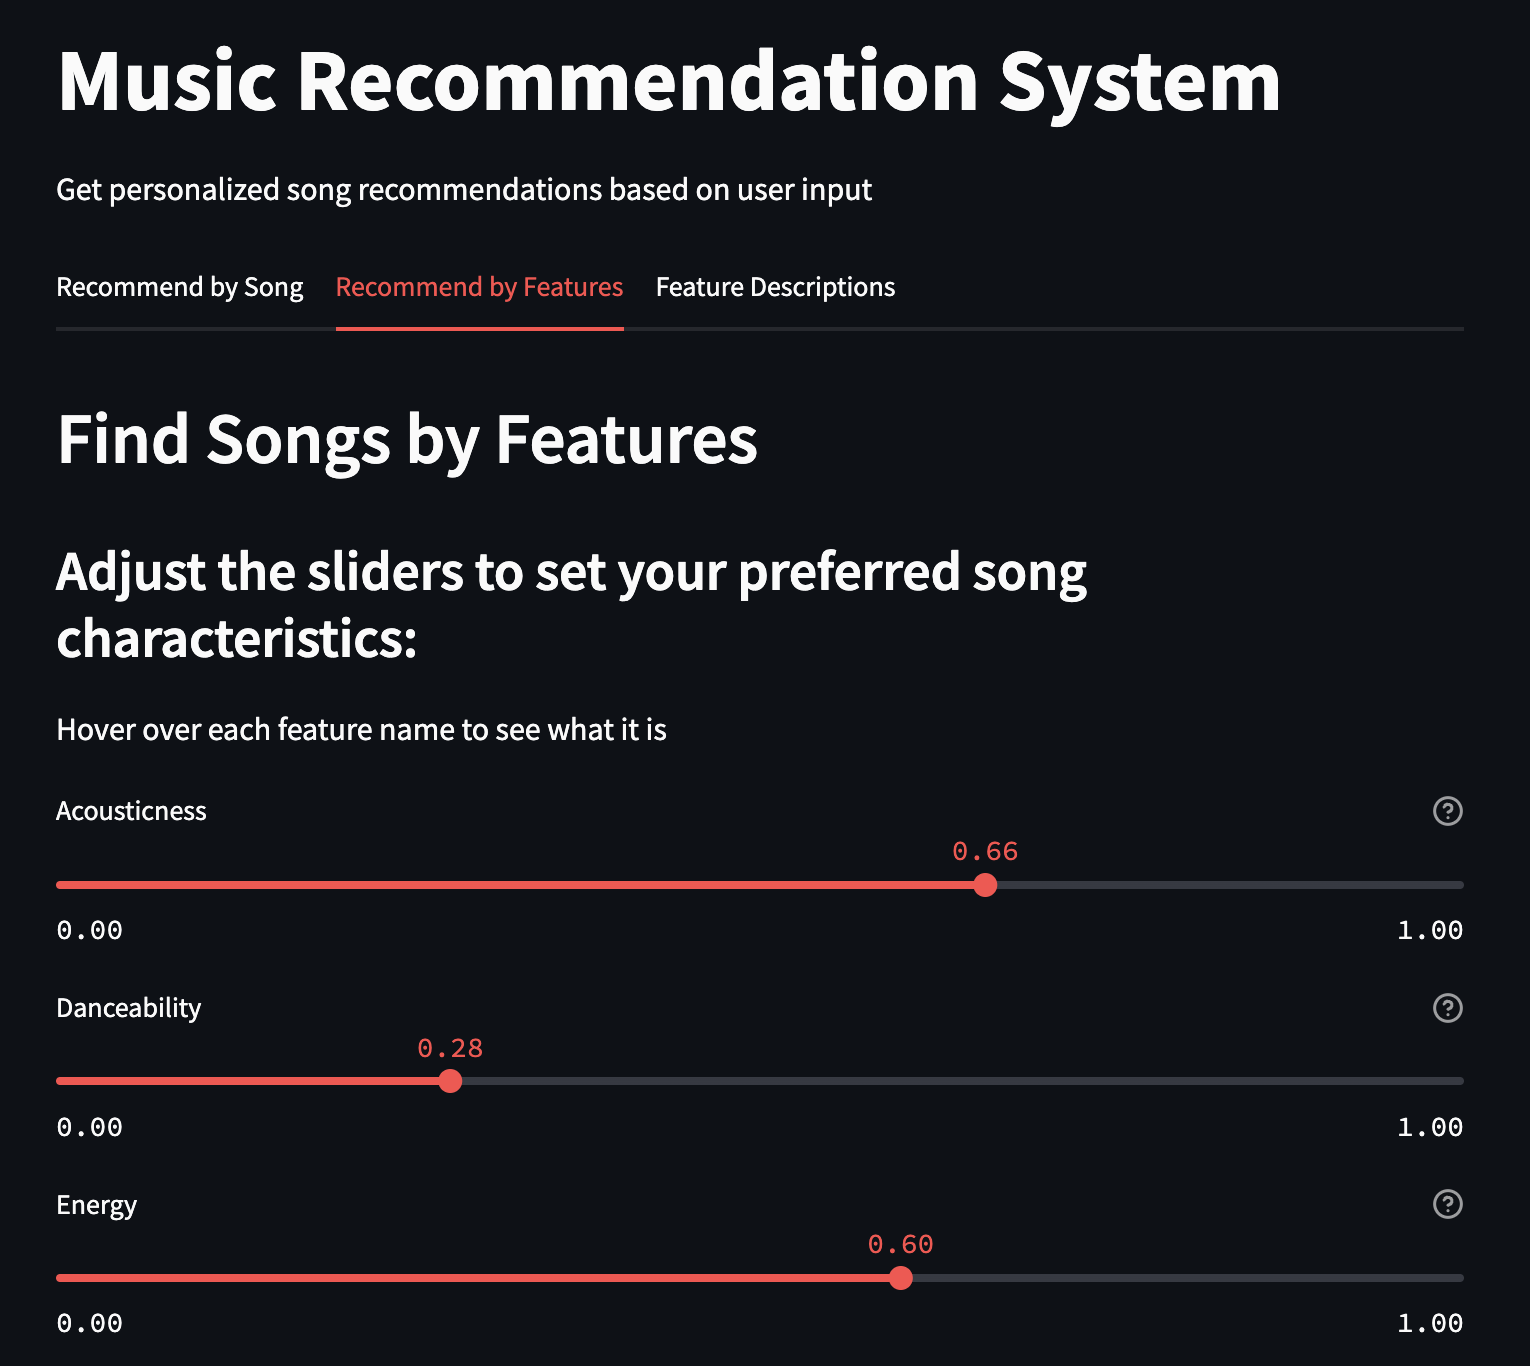 Music Recommendation System
Get personalized song recommendations based on user input
Recommend by Song Recommend by Features Feature Descriptions
Find Songs by Features
Adjust the sliders to set your preferred song
characteristics:
Hover over each feature name to see what it is
Acousticness
0.66
0.00 1.00
Danceability
0.28
0.00 1.00
Energy
0.60
0.00 1.00